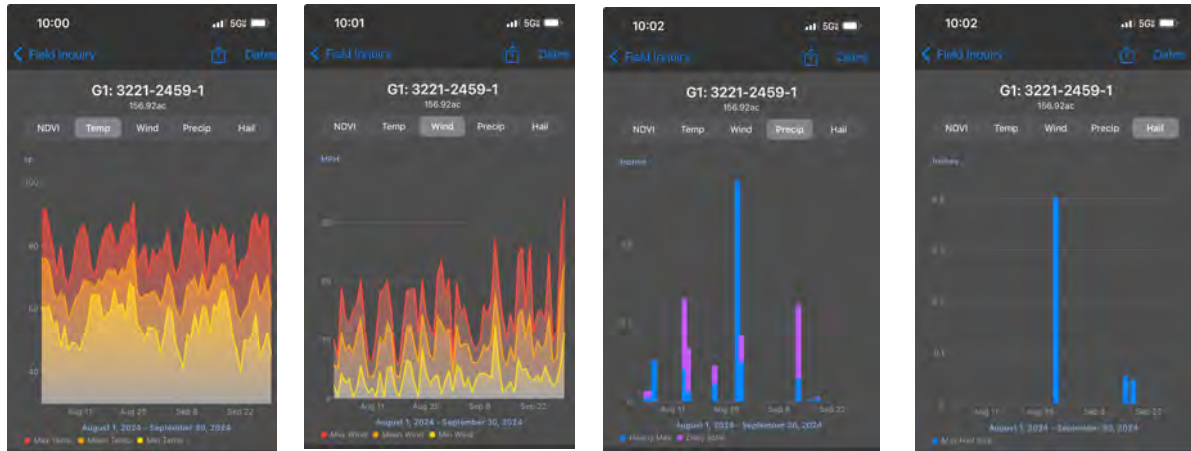 10:00
5G
Field Inquiry
Dates
G1: 3221-2459-1
156.92ac
NDVI Temp Wind Precip Hail
°F
100
80
60
40
Aug 11 Aug 25 Sep 8 Sep 22
August 1, 2024 - September 30, 2024
Max Temp Mean Temp Min Temp
10:01
5G
Field Inquiry
Dates
G1: 3221-2459-1
156.92ac
NDVI Temp Wind Precip Hail
MPH
Aug 11 Aug 25 Sep 8 Sep 22
August 1, 2024 - September 30, 2024
Max Wind Mean Wind Min Wind
10:02
5G
Field Inquiry
Dates
G1: 3221-2459-1
156.92ac
NDVI Temp Wind Precip Hail
Inches
Aug 11 Aug 25 Sep 8 Sep 22
August 1, 2024 - September 30, 2024
Hourly Max Daily Total
10:02
5G
Field Inquiry
Dates
G1: 3221-2459-1
156.92ac
NDVI Temp Wind Precip Hail
Inches
Aug 11 Aug 25 Sep 8 Sep 22
August 1, 2024 - September 30, 2024
Max Hail Size